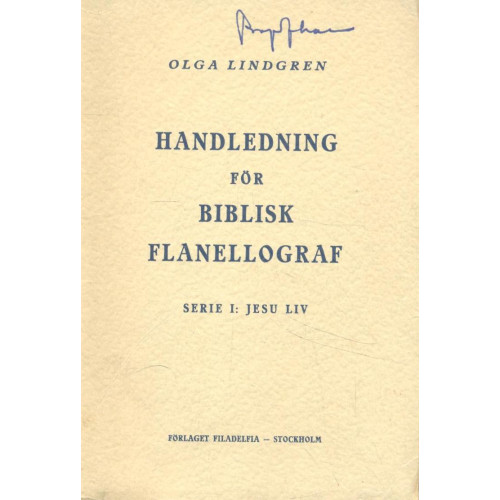 OLGA LINDGREN
HANDLEDNING
FÖR
BIBLISK
FLANELLOGRAF
SERIE I: JESU LIV
FÖRLAGET FILADELFIA — STOCKHOLM